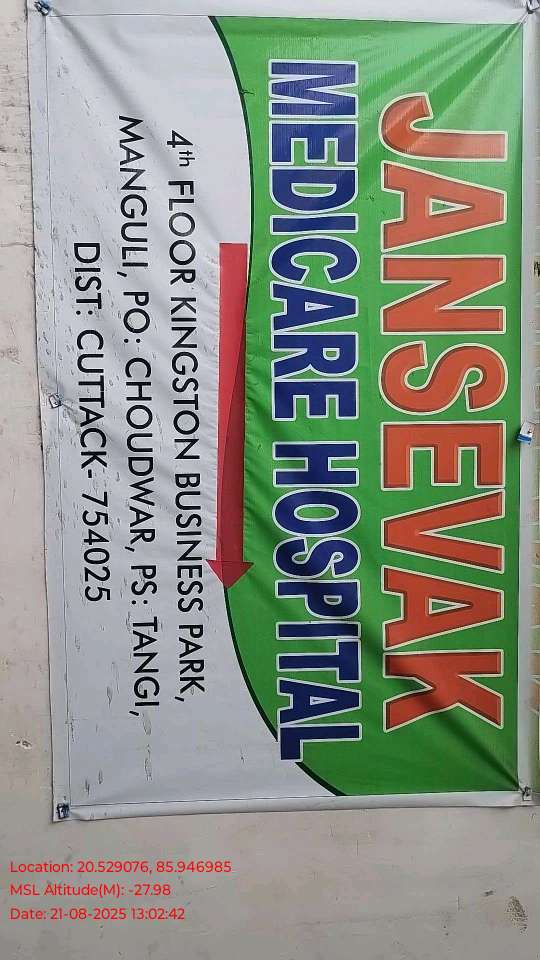 JANSEVAK
MEDICARE HOSPITAL
4th FLOOR KINGSTON BUSINESS PARK,
MANGULI, PO: CHOUDWAR, PS: TANGI,
DIST: CUTTACK- 754025
Location: 20.529076, 85.946985
MSL Altitude(M): -27.98
Date: 21-08-2025 13:02:42